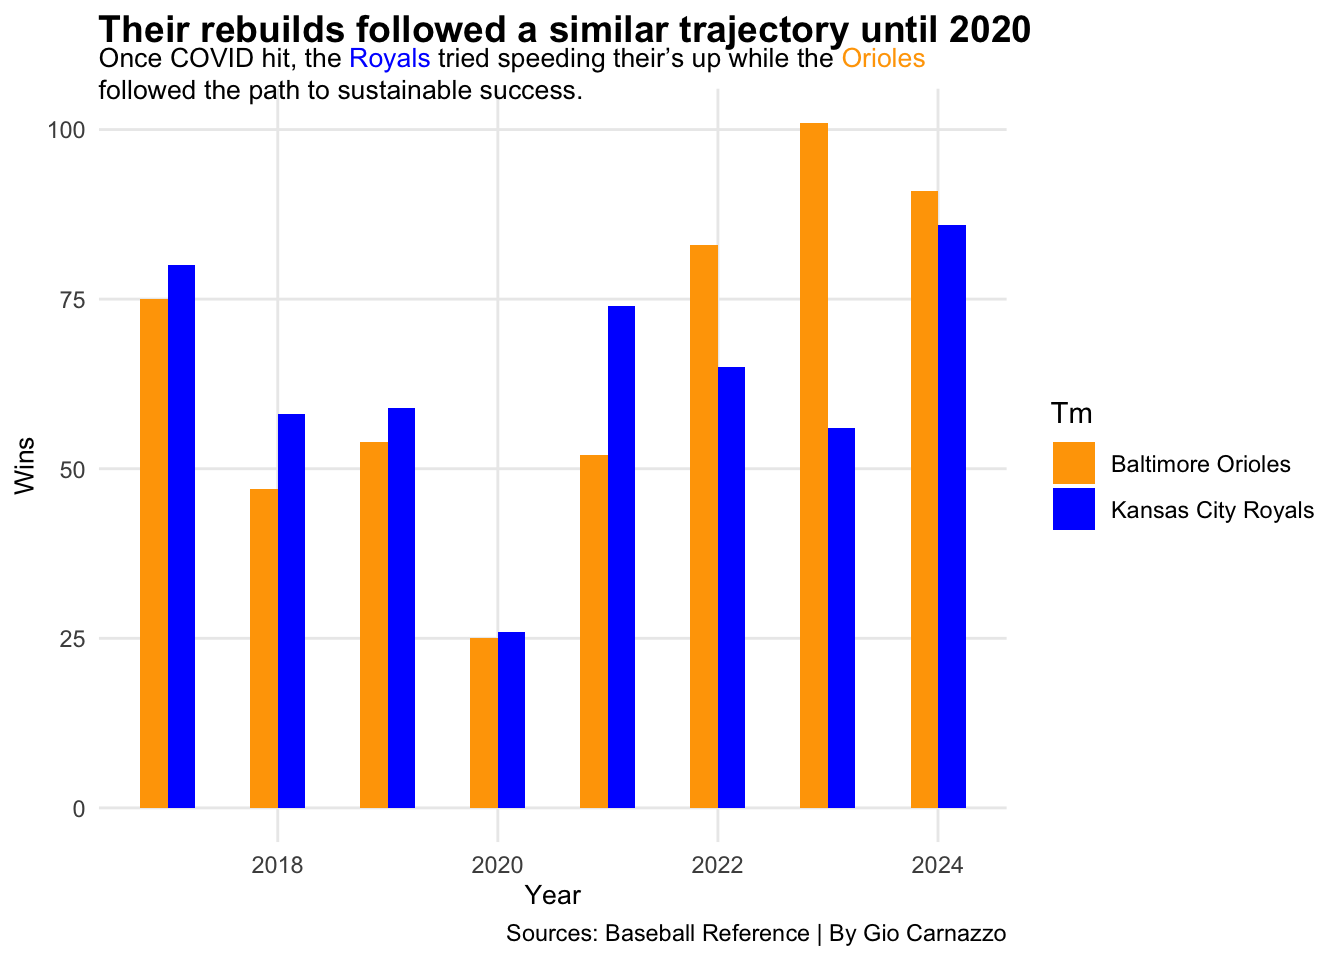 Their rebuilds followed a similar trajectory until 2020
Once COVID hit, the Royals tried speeding their’s up while the Orioles
followed the path to sustainable success.
100
75
50
25
0
Wins
2018 2020 2022 2024
Year
Tm
Baltimore Orioles
Kansas City Royals
Sources: Baseball Reference | By Gio Carnazzo